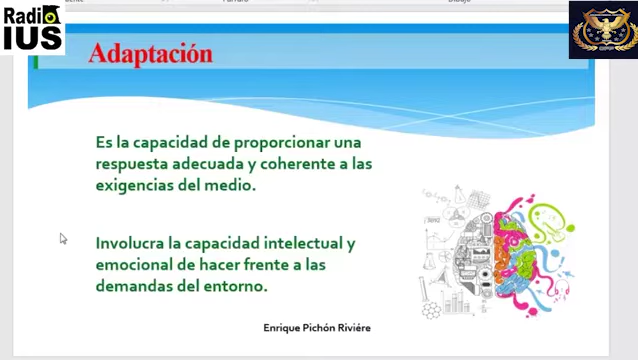 Radio
IUS
Adaptación
Es la capacidad de proporcionar una
respuesta adecuada y coherente a las
exigencias del medio.
Involucra la capacidad intelectual y
emocional de hacer frente a las
demandas del entorno.
Enrique Pichón Riviére